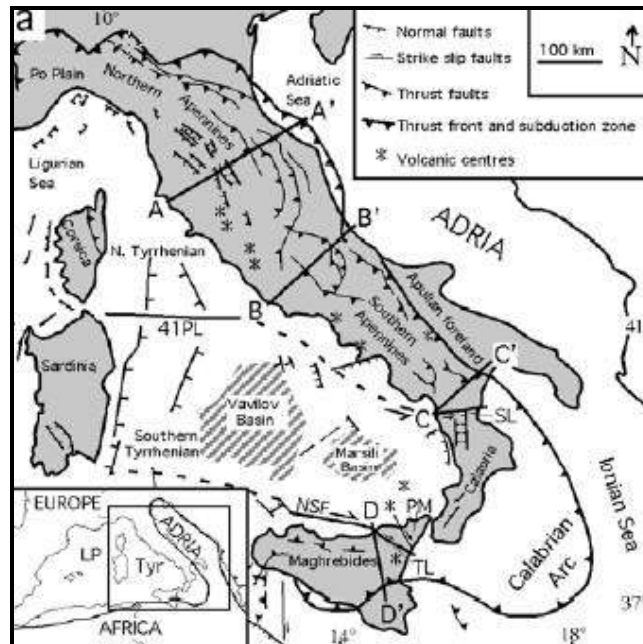 a
10°
Normal faults
Strike slip faults
Thrust faults
Thrust front and subduction zone
Volcanic centres
100 km
N
Po Plain
Northern
Apennines
Adriatic
Sea
A'
Ligurian
Sea
A
Corsica
N. Tyrrhenian
B'
ADRIA
B
41PL
Southern
Apennines
Apulian foreland
41
Sardinia
C'
C
SL
Vavilov
Basin
Southern
Tyrrhenian
Marsili
Basin
Calabria
Ionian Sea
NSF
D
PM
EUROPE
ADRIA
LP
Tyr
AFRICA
Maghrebides
TL
Calabrian
Arc
D'
37°
14°
18°